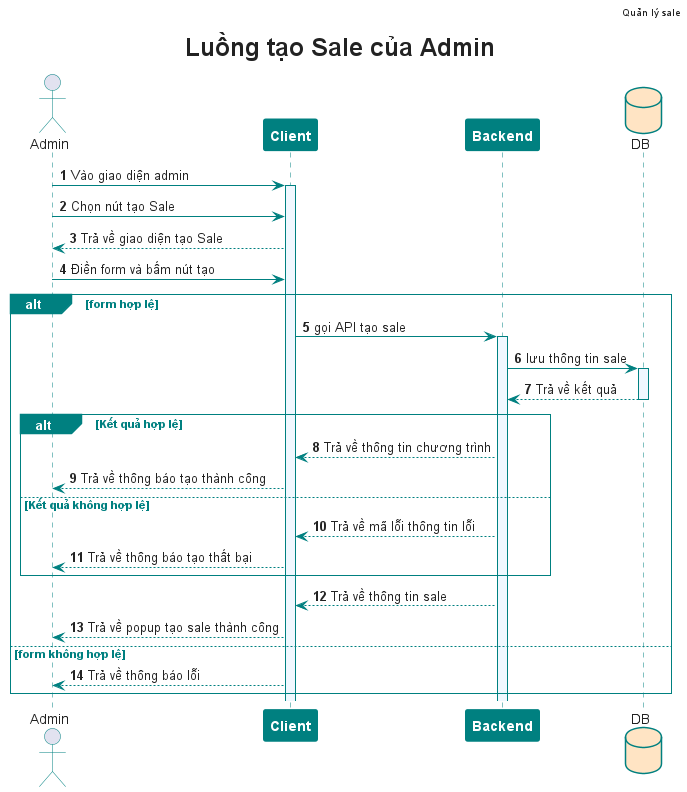 Quản lý sale
Luồng tạo Sale của Admin
Admin
Client
Backend
DB
1 Vào giao diện admin
2 Chọn nút tạo Sale
3 Trả về giao diện tạo Sale
4 Điền form và bấm nút tạo
alt [form hợp lệ]
5 gọi API tạo sale
6 lưu thông tin sale
7 Trả về kết quả
alt [Kết quả hợp lệ]
8 Trả về thông tin chương trình
9 Trả về thông báo tạo thành công
[Kết quả không hợp lệ]
10 Trả về mã lỗi thông tin lỗi
11 Trả về thông báo tạo thất bại
12 Trả về thông tin sale
13 Trả về popup tạo sale thành công
[form không hợp lệ]
14 Trả về thông báo lỗi
Admin
Client
Backend
DB